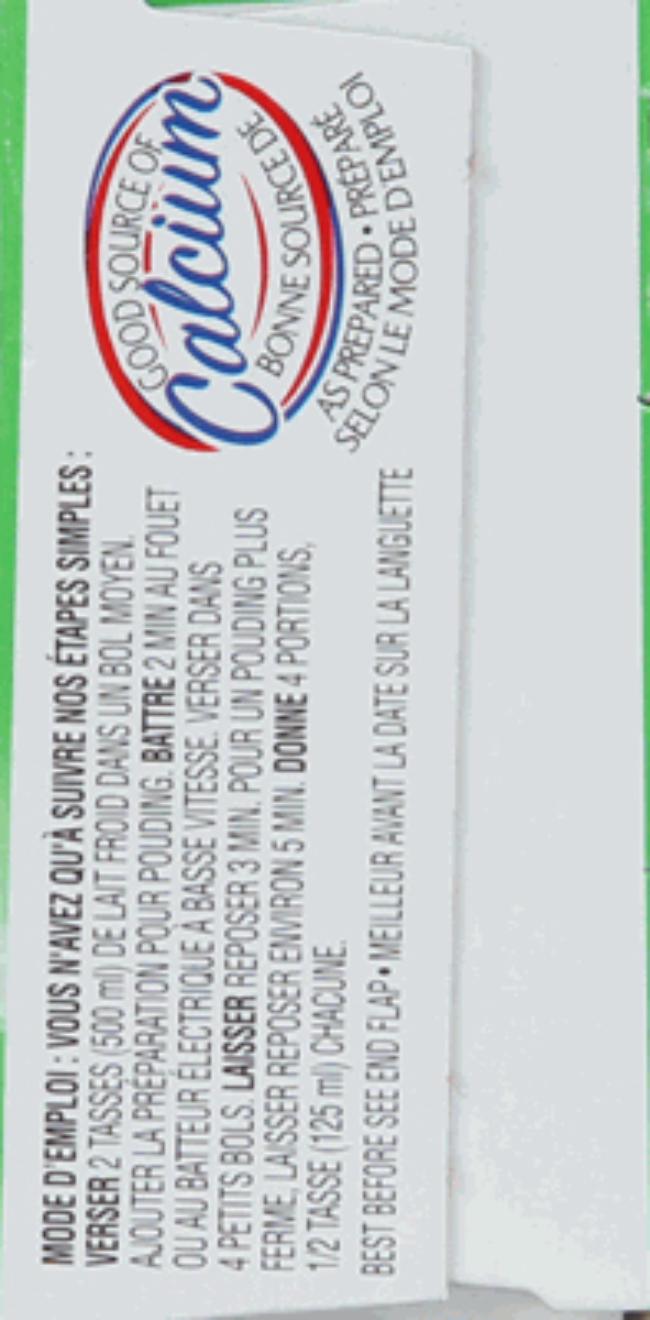 MODE D'EMPLOI : VOUS N'AVEZ QU'À SUIVRE NOS ÉTAPES SIMPLES :
VERSER 2 TASSES (500 ml) DE LAIT FROID DANS UN BOL MOYEN.
AJOUTER LA PRÉPARATION POUR POUDING. BATTRE 2 MIN AU FOUET
OU AU BATTEUR ÉLECTRIQUE À BASSE VITESSE. VERSER DANS
4 PETITS BOLS. LAISSER REPOSER 3 MIN. POUR UN POUDING PLUS
FERME, LAISSER REPOSER ENVIRON 5 MIN. DONNE 4 PORTIONS,
1/2 TASSE (125 ml) CHACUNE.
BEST BEFORE SEE END FLAP • MEILLEUR AVANT LA DATE SUR LA LANGUETTE
GOOD SOURCE OF
Calcium
BONNE SOURCE DE
AS PREPARED • PRÉPARÉ
SELON LE MODE D'EMPLOI